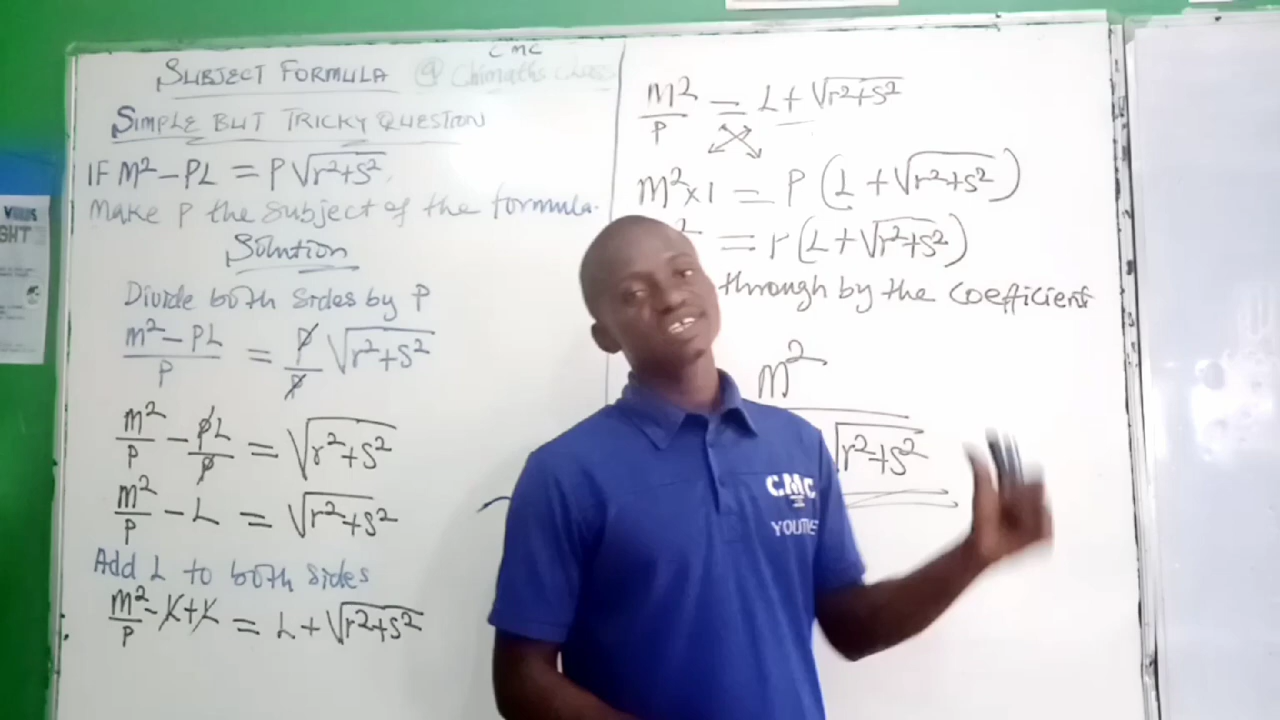 CMC
SUBJECT FORMULA @ Chimaths Class
SIMPLE BUT TRICKY QUESTION
IF M² - PL = P√r²+s².
Make P the subject of the formula.
Solution
Divide both sides by P
m² - PL / P = P/P √r²+s²
m²/P - PL/P = √r²+s²
m²/P - L = √r²+s²
Add L to both sides
m²/P - L + L = L + √r²+s²
m²/P = L + √r²+s²
m² x 1 = P (L + √r²+s²)
² = r (L + √r²+s²)
through by the coefficient
m²
√r²+s²
CMC
GHT